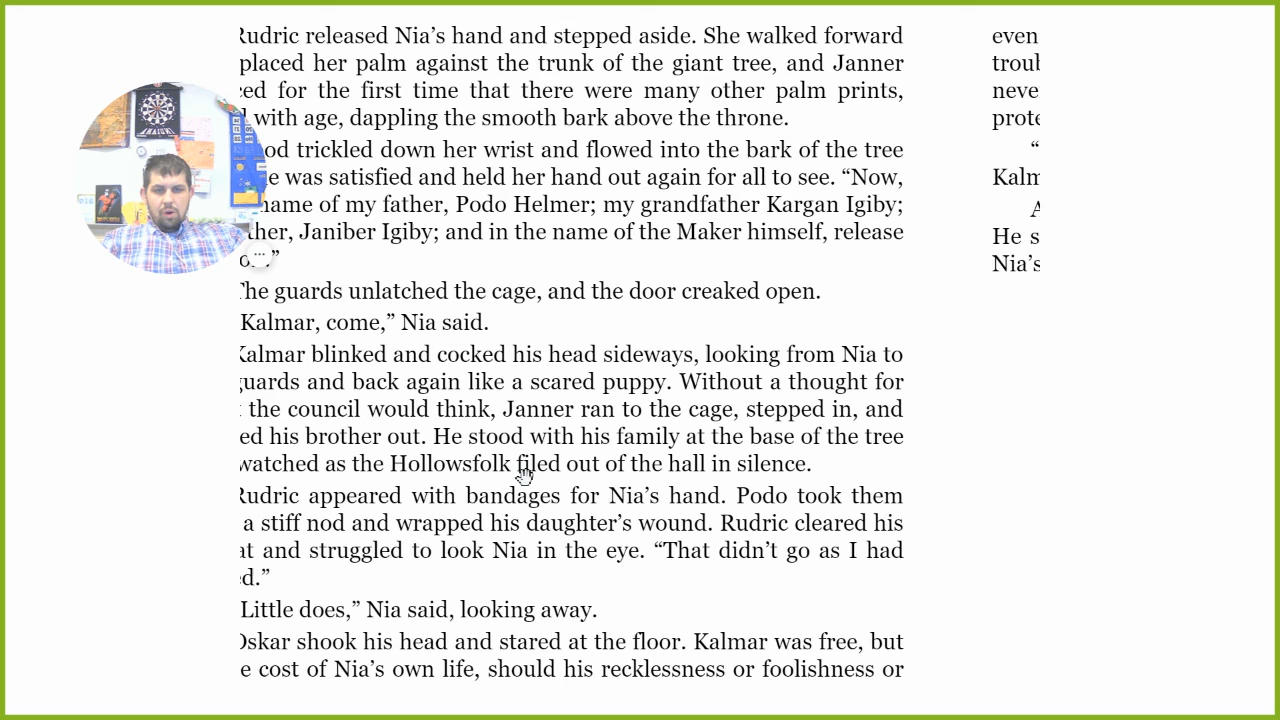 Rudric released Nia’s hand and stepped aside. She walked forward
placed her palm against the trunk of the giant tree, and Janner
ed for the first time that there were many other palm prints,
with age, dappling the smooth bark above the throne.
od trickled down her wrist and flowed into the bark of the tree
e was satisfied and held her hand out again for all to see. “Now,
name of my father, Podo Helmer; my grandfather Kargan Igiby;
ther, Janiber Igiby; and in the name of the Maker himself, release
The guards unlatched the cage, and the door creaked open.
Kalmar, come,” Nia said.
Kalmar blinked and cocked his head sideways, looking from Nia to
guards and back again like a scared puppy. Without a thought for
the council would think, Janner ran to the cage, stepped in, and
ed his brother out. He stood with his family at the base of the tree
watched as the Hollowsfolk filed out of the hall in silence.
Rudric appeared with bandages for Nia’s hand. Podo took them
a stiff nod and wrapped his daughter’s wound. Rudric cleared his
at and struggled to look Nia in the eye. “That didn’t go as I had
ed.”
Little does,” Nia said, looking away.
Oskar shook his head and stared at the floor. Kalmar was free, but
e cost of Nia’s own life, should his recklessness or foolishness or
even
troub
neve
prote
“
Kalm
A
He s
Nia’s